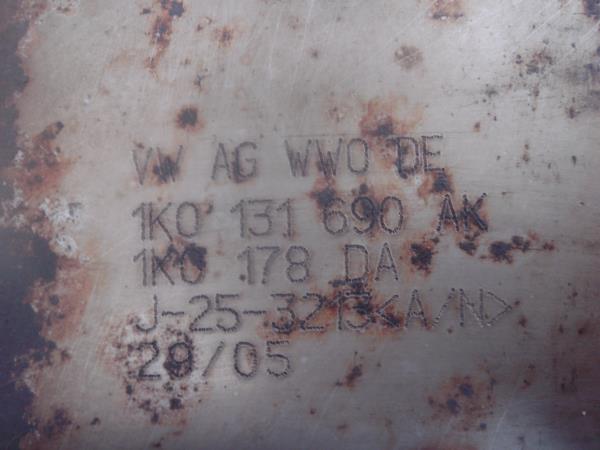 VW AG WWO DE
1K0 131 690 AK
1K0 178 DA
J-25-3213<A/N>
29/05